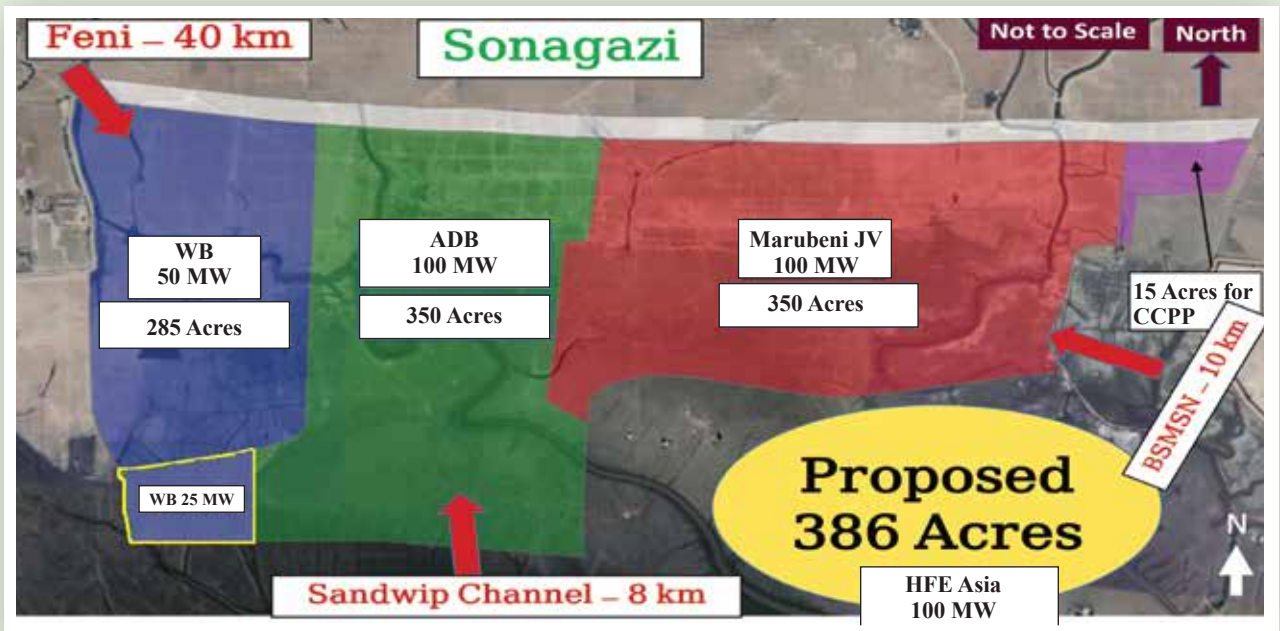 Feni – 40 km
Sonagazi
Not to Scale
North
WB
50 MW
285 Acres
ADB
100 MW
350 Acres
Marubeni JV
100 MW
350 Acres
15 Acres for
CCPP
BSMSN – 10 km
WB 25 MW
Proposed
386 Acres
N
Sandwip Channel – 8 km
HFE Asia
100 MW